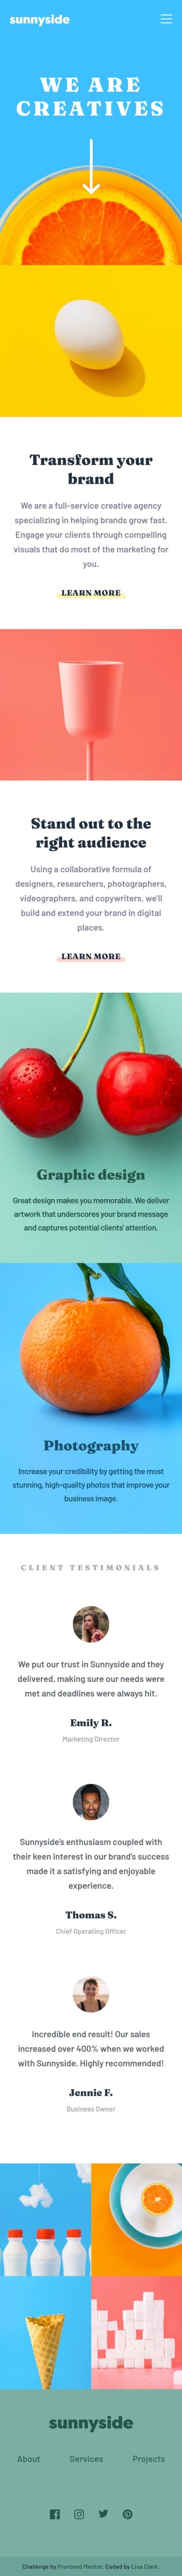 sunnyside
WE ARE
CREATIVES
Transform your
brand
We are a full-service creative agency
specializing in helping brands grow fast.
Engage your clients through compelling
visuals that do most of the marketing for
you.
LEARN MORE
Stand out to the
right audience
Using a collaborative formula of
designers, researchers, photographers,
videographers, and copywriters, we'll
build and extend your brand in digital
places.
LEARN MORE
Graphic design
Great design makes you memorable. We deliver
artwork that underscores your brand message
and captures potential clients' attention.
Photography
Increase your credibility by getting the most
stunning, high-quality photos that improve your
business image.
CLIENT TESTIMONIALS
We put our trust in Sunnyside and they
delivered, making sure our needs were
met and deadlines were always hit.
Emily R.
Marketing Director
Sunnyside's enthusiasm coupled with
their keen interest in our brand's success
made it a satisfying and enjoyable
experience.
Thomas S.
Chief Operating Officer
Incredible end result! Our sales
increased over 400% when we worked
with Sunnyside. Highly recommended!
Jennie F.
Business Owner
sunnyside
About Services Projects
Challenge by Frontend Mentor. Coded by Lisa Clark.